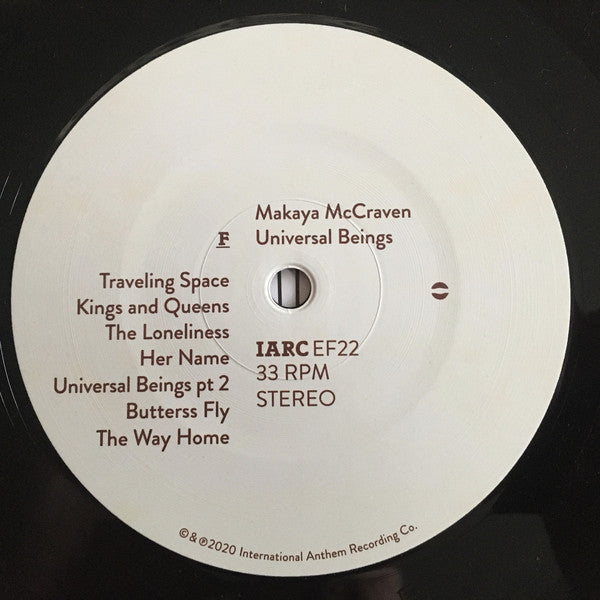 Makaya McCraven
F Universal Beings
Traveling Space
Kings and Queens
The Loneliness
Her Name
Universal Beings pt 2
Butterss Fly
The Way Home
IARC EF22
33 RPM
STEREO
©&℗2020 International Anthem Recording Co.